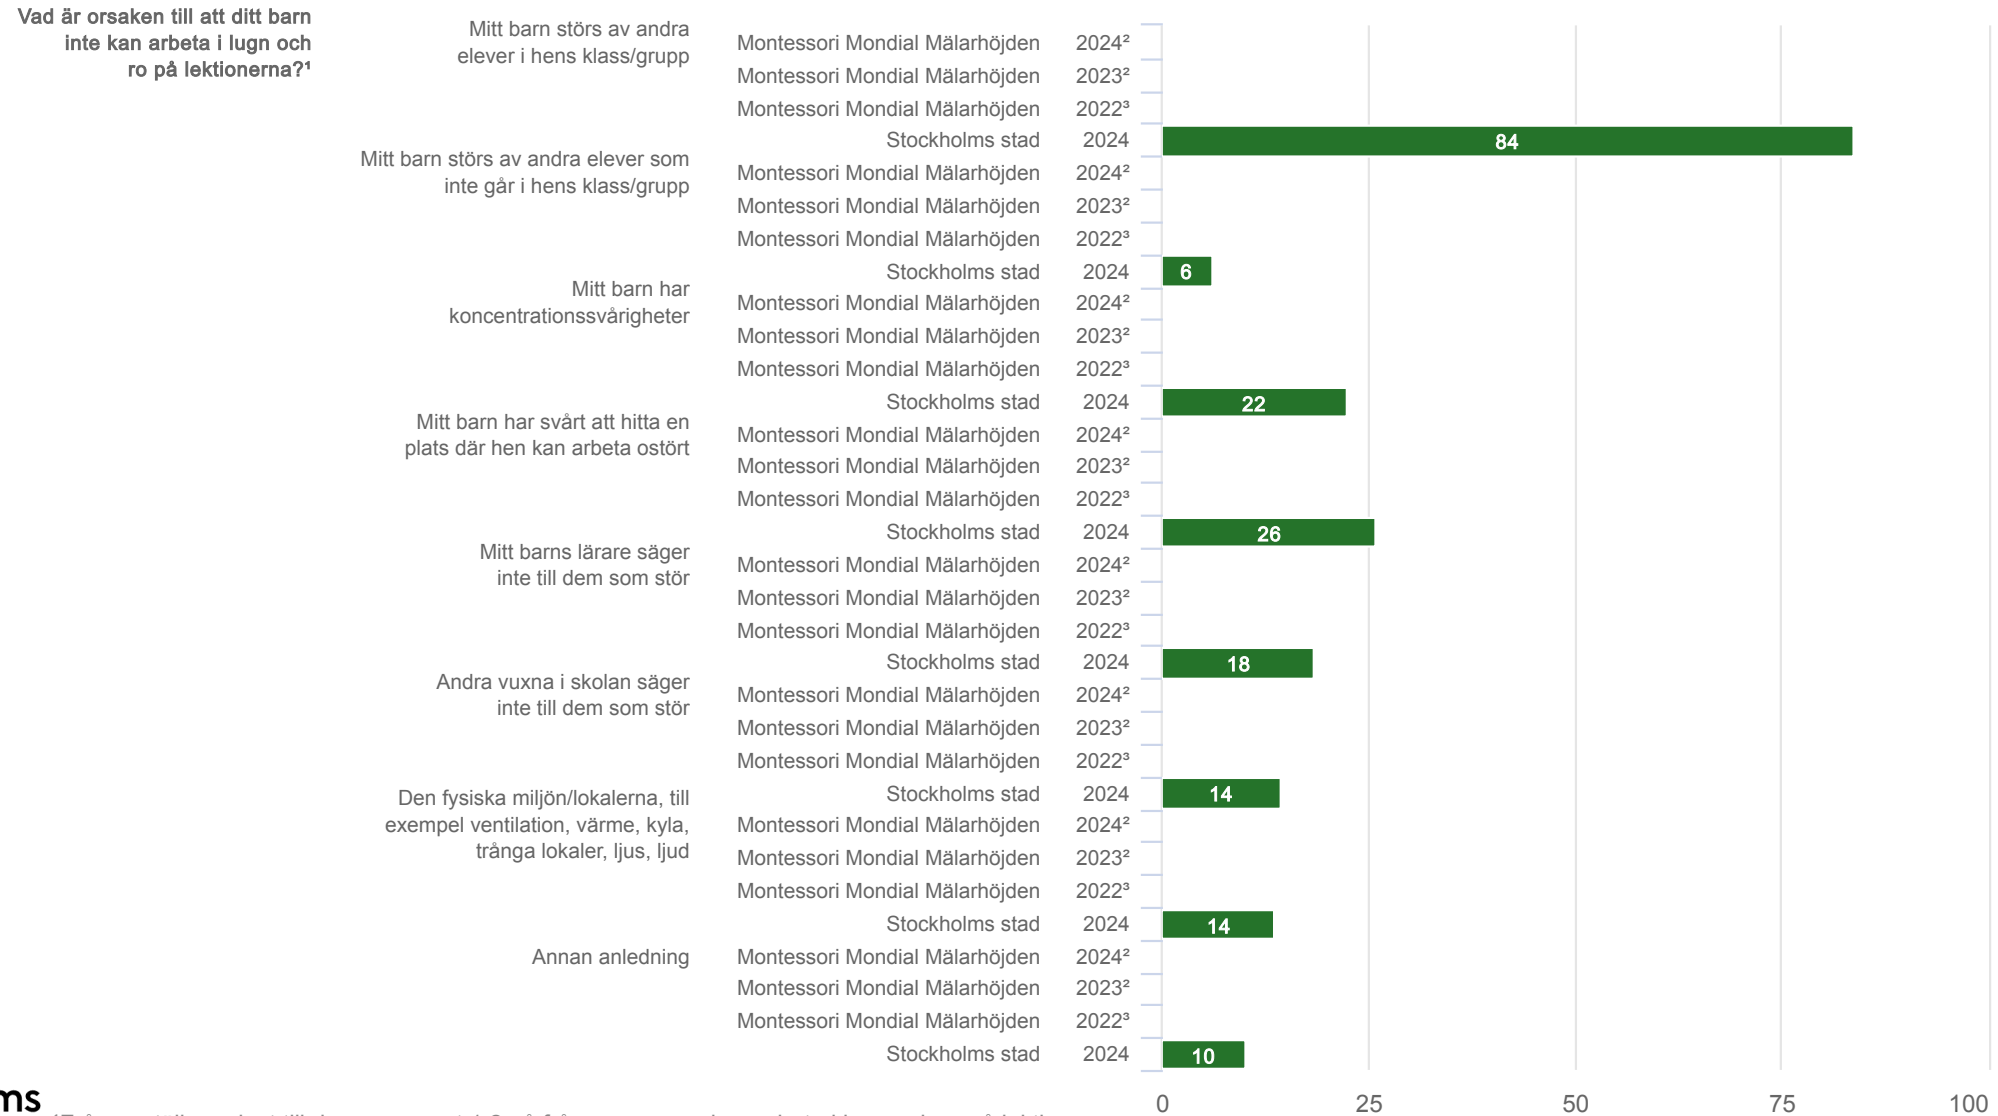 Vad är orsaken till att ditt barn
inte kan arbeta i lugn och
ro på lektionerna?¹
Mitt barn störs av andra
elever i hens klass/grupp
Montessori Mondial Mälarhöjden 2024²
Montessori Mondial Mälarhöjden 2023²
Montessori Mondial Mälarhöjden 2022³
Stockholms stad 2024 84
Mitt barn störs av andra elever som
inte går i hens klass/grupp
Montessori Mondial Mälarhöjden 2024²
Montessori Mondial Mälarhöjden 2023²
Montessori Mondial Mälarhöjden 2022³
Stockholms stad 2024 6
Mitt barn har
koncentrationssvårigheter
Montessori Mondial Mälarhöjden 2024²
Montessori Mondial Mälarhöjden 2023²
Montessori Mondial Mälarhöjden 2022³
Stockholms stad 2024 22
Mitt barn har svårt att hitta en
plats där hen kan arbeta ostört
Montessori Mondial Mälarhöjden 2024²
Montessori Mondial Mälarhöjden 2023²
Montessori Mondial Mälarhöjden 2022³
Stockholms stad 2024 26
Mitt barns lärare säger
inte till dem som stör
Montessori Mondial Mälarhöjden 2024²
Montessori Mondial Mälarhöjden 2023²
Montessori Mondial Mälarhöjden 2022³
Stockholms stad 2024 18
Andra vuxna i skolan säger
inte till dem som stör
Montessori Mondial Mälarhöjden 2024²
Montessori Mondial Mälarhöjden 2023²
Montessori Mondial Mälarhöjden 2022³
Stockholms stad 2024 14
Den fysiska miljön/lokalerna, till
exempel ventilation, värme, kyla,
trånga lokaler, ljus, ljud
Montessori Mondial Mälarhöjden 2024²
Montessori Mondial Mälarhöjden 2023²
Montessori Mondial Mälarhöjden 2022³
Stockholms stad 2024 14
Annan anledning
Montessori Mondial Mälarhöjden 2024²
Montessori Mondial Mälarhöjden 2023²
Montessori Mondial Mälarhöjden 2022³
Stockholms stad 2024 10
0 25 50 75 100
ms